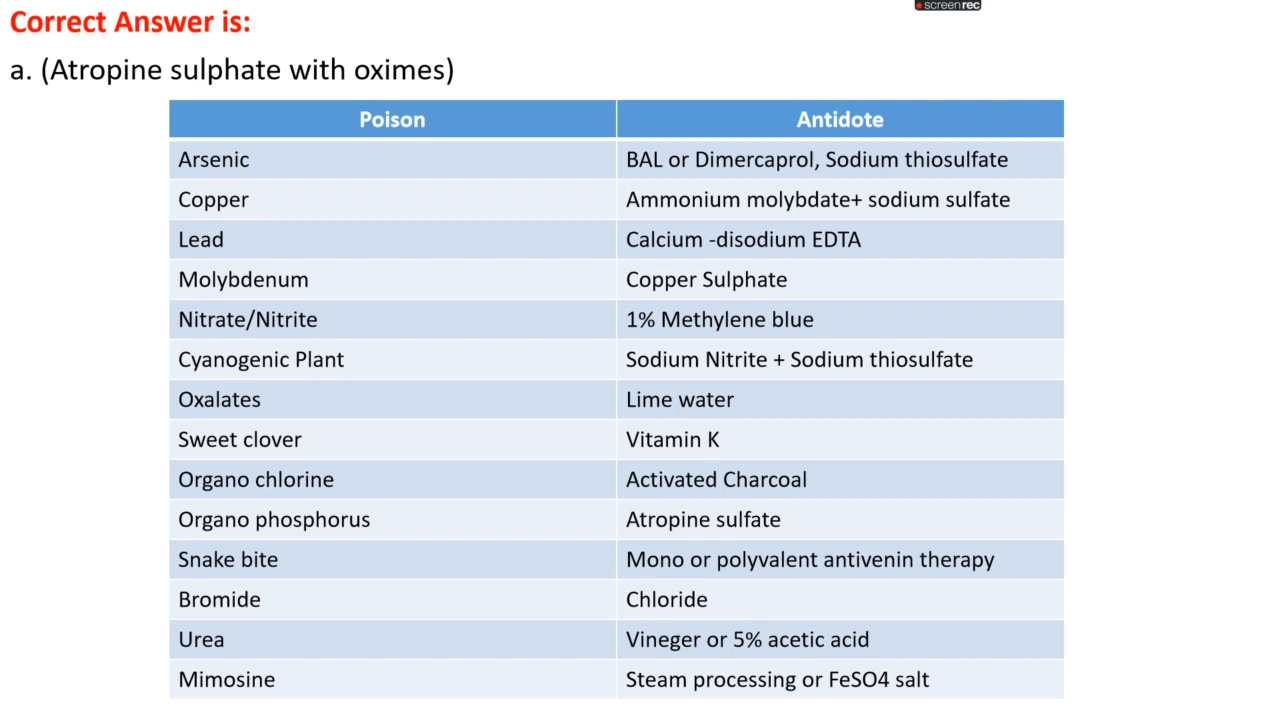 screenrec
Correct Answer is:
a. (Atropine sulphate with oximes)
Poison Antidote
Arsenic BAL or Dimercaprol, Sodium thiosulfate
Copper Ammonium molybdate+ sodium sulfate
Lead Calcium -disodium EDTA
Molybdenum Copper Sulphate
Nitrate/Nitrite 1% Methylene blue
Cyanogenic Plant Sodium Nitrite + Sodium thiosulfate
Oxalates Lime water
Sweet clover Vitamin K
Organo chlorine Activated Charcoal
Organo phosphorus Atropine sulfate
Snake bite Mono or polyvalent antivenin therapy
Bromide Chloride
Urea Vineger or 5% acetic acid
Mimosine Steam processing or FeSO4 salt